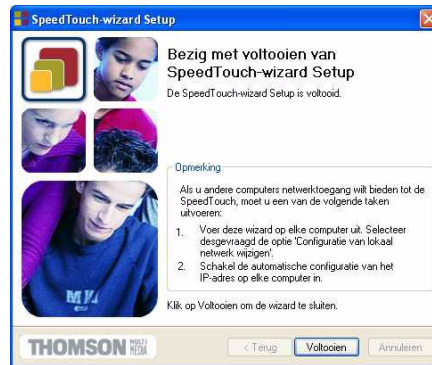 SpeedTouch-wizard Setup
Bezig met voltooien van
SpeedTouch-wizard Setup
De SpeedTouch-wizard Setup is voltooid.
Opmerking
Als u andere computers netwerktoegang wilt bieden tot de
SpeedTouch, moet u een van de volgende taken
uitvoeren:
1. Voer deze wizard op elke computer uit. Selecteer
desgevraagd de optie 'Configuratie van lokaal
netwerk wijzigen'.
2. Schakel de automatische configuratie van het
IP-adres op elke computer in.
Klik op Voltooien om de wizard te sluiten.
THOMSON MULTI
MEDIA
< Terug Voltooien Annuleren